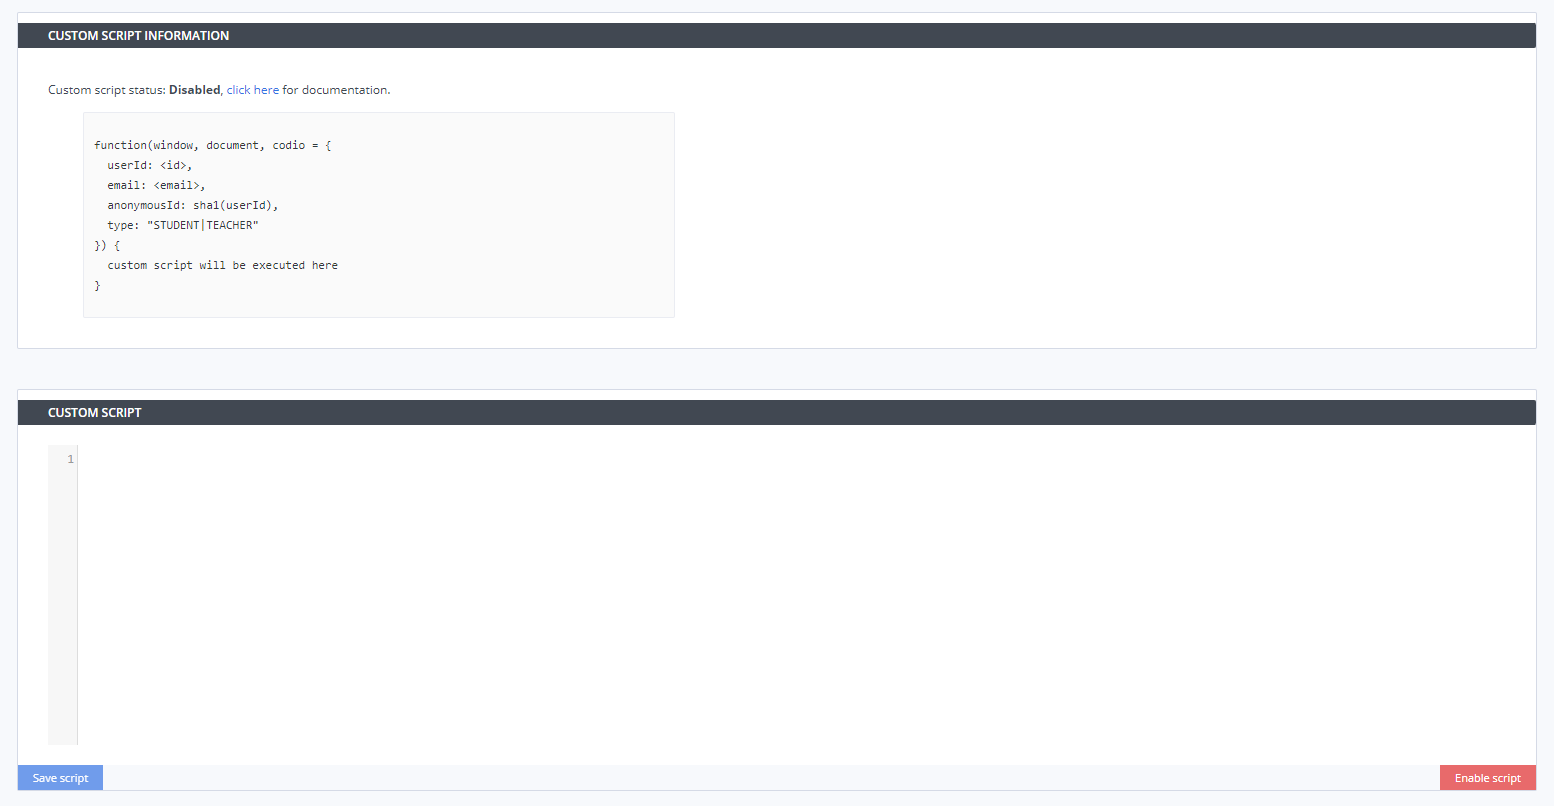 CUSTOM SCRIPT INFORMATION
Custom script status: Disabled, click here for documentation.
function(window, document, codio = {
  userId: <id>,
  email: <email>,
  anonymousId: sha1(userId),
  type: "STUDENT|TEACHER"
}) {
  custom script will be executed here
}
CUSTOM SCRIPT
1
Save script
Enable script